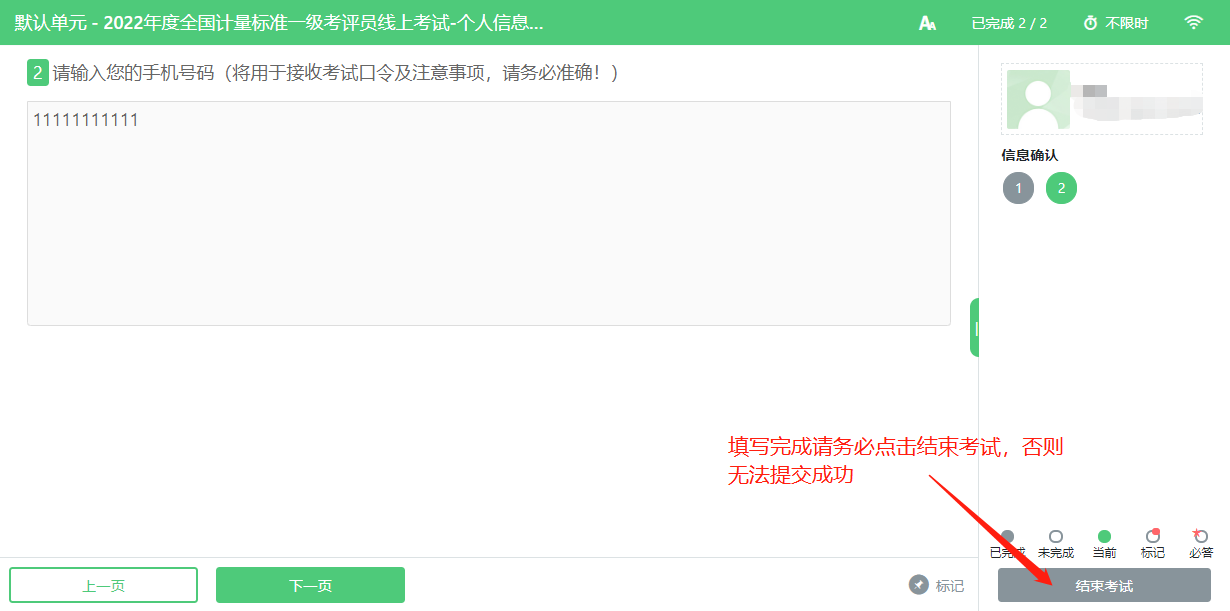 默认单元 - 2022年度全国计量标准一级考评员线上考试-个人信息...
AA
已完成 2 / 2
不限时
2 请输入您的手机号码（将用于接收考试口令及注意事项，请务必准确！）
11111111111
信息确认
1
2
填写完成请务必点击结束考试，否则
无法提交成功
已完成
未完成
当前
标记
必答
上一页
下一页
标记
结束考试